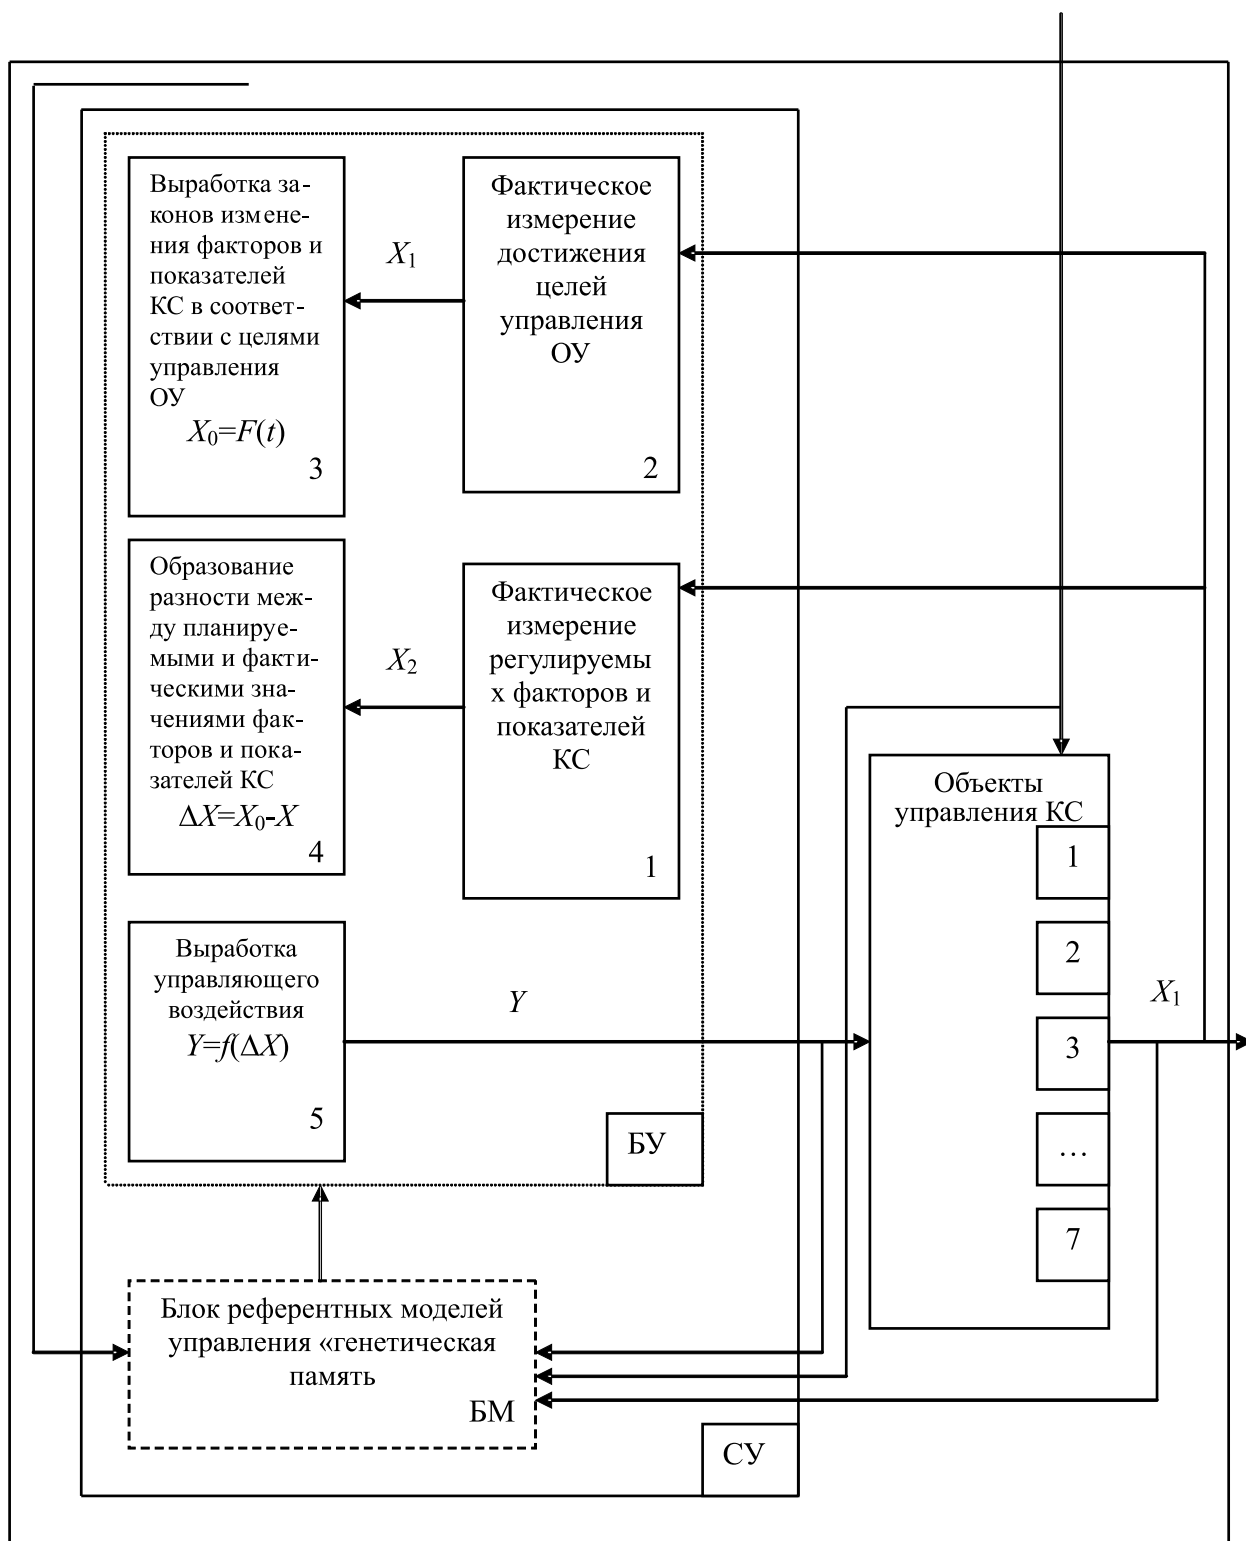 Выработка за-
конов измене-
ния факторов и
показателей
КС в соответ-
ствии с целями
управления
ОУ
X₀=F(t)
3
X₁
Фактическое
измерение
достижения
целей
управления
ОУ
2
Образование
разности меж-
ду планируе-
мыми и факти-
ческими зна-
чениями фак-
торов и пока-
зателей КС
ΔX=X₀-X
4
X₂
Фактическое
измерение
регулируемы
х факторов и
показателей
КС
1
Выработка
управляющего
воздействия
Y=f(ΔX)
5
Y
БУ
Объекты
управления КС
1
2
3
…
7
X₁
Блок референтных моделей
управления «генетическая
память
БМ
СУ